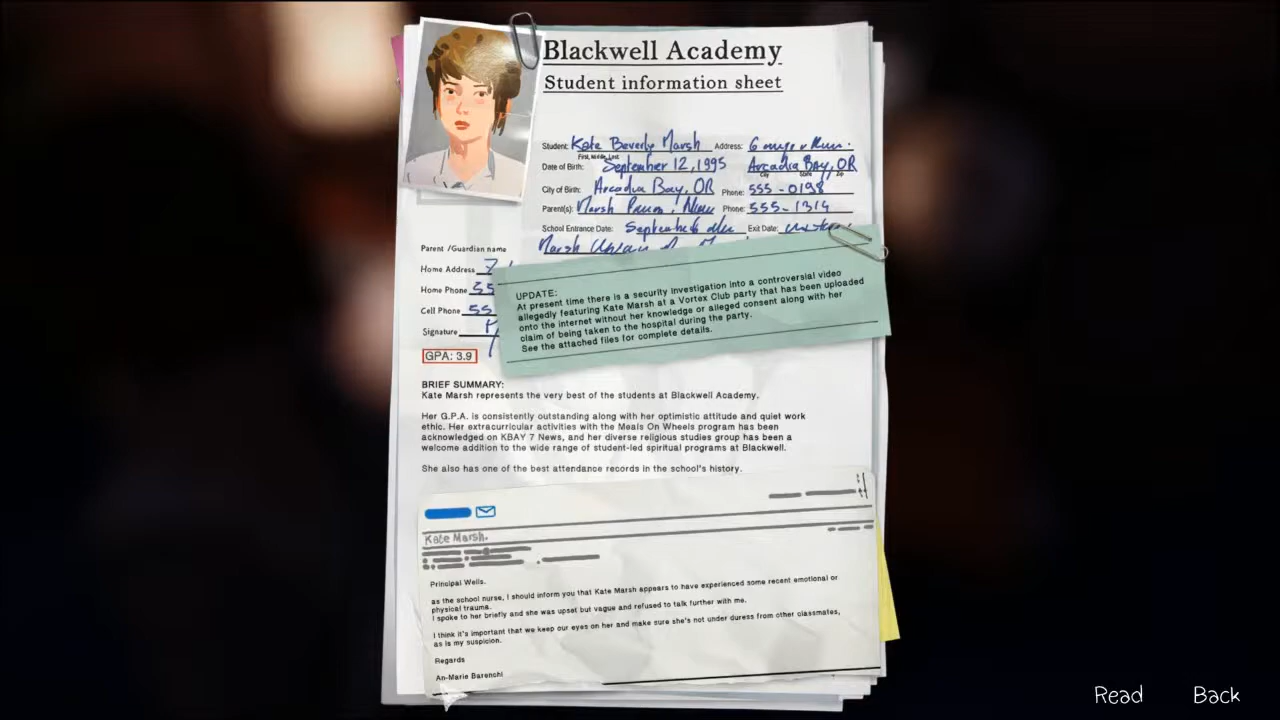 Blackwell Academy
Student information sheet
Student: Kate Beverly Marsh Address:
First, Middle, Last
Date of Birth: September 12, 1995 Arcadia Bay, OR
City State Zip
City of Birth: Arcadia Bay, OR Phone: 555-0198
Parent(s): Marsh Phone: 555-1314
School Entrance Date: Exit Date:
Parent /Guardian name Marsh
Home Address
Home Phone 55
Cell Phone 55
Signature
GPA: 3.9
UPDATE:
At present time there is a security investigation into a controversial video
allegedly featuring Kate Marsh at a Vortex Club party that has been uploaded
onto the internet without her knowledge or alleged consent along with her
claim of being taken to the hospital during the party.
See the attached files for complete details.
BRIEF SUMMARY:
Kate Marsh represents the very best of the students at Blackwell Academy.
Her G.P.A. is consistently outstanding along with her optimistic attitude and quiet work
ethic. Her extracurricular activities with the Meals On Wheels program has been
acknowledged on KBAY 7 News, and her diverse religious studies group has been a
welcome addition to the wide range of student-led spiritual programs at Blackwell.
She also has one of the best attendance records in the school's history.
Kate Marsh.
Principal Wells.
as the school nurse, I should inform you that Kate Marsh appears to have experienced some recent emotional or
physical trauma.
I spoke to her briefly and she was upset but vague and refused to talk further with me.
I think it's important that we keep our eyes on her and make sure she's not under duress from other classmates,
as is my suspicion.
Regards
An-Marie Barenchi
Read Back